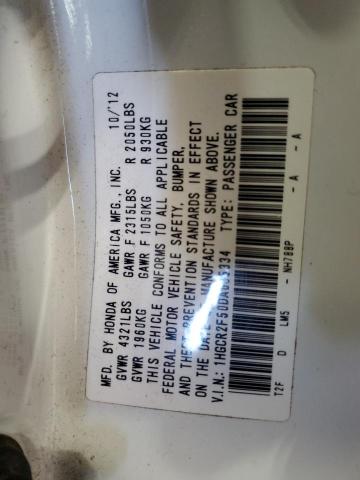 MFD. BY HONDA OF AMERICA MFG., INC. 10/'12
GVWR 4321LBS GAWR F 2315LBS R 2050LBS
GVWR 1960KG GAWR F 1050KG R 930KG
THIS VEHICLE CONFORMS TO ALL APPLICABLE
FEDERAL MOTOR VEHICLE SAFETY, BUMPER,
AND THEFT PREVENTION STANDARDS IN EFFECT
ON THE DATE MANUFACTURE SHOWN ABOVE.
V.I.N.: TYPE: PASSENGER CAR
T2F D LM5 - NH788P - A - A